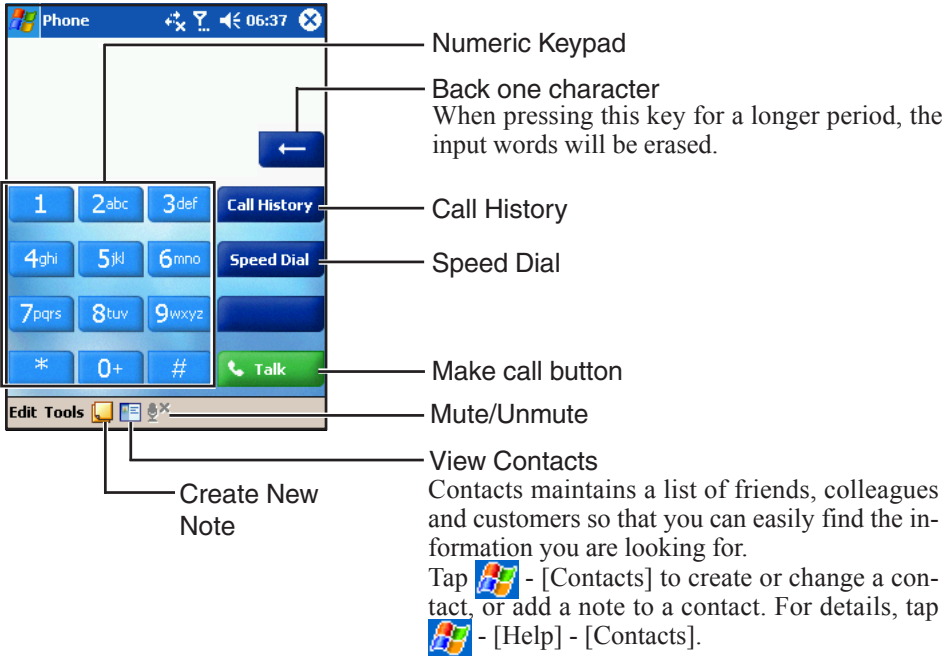 Phone 06:37
Numeric Keypad
Back one character
When pressing this key for a longer period, the
input words will be erased.
1 2abc 3def Call History
Call History
4ghi 5jkl 6mno Speed Dial
Speed Dial
7pqrs 8tuv 9wxyz
* 0+ # Talk
Make call button
Edit Tools
Mute/Unmute
View Contacts
Contacts maintains a list of friends, colleagues
and customers so that you can easily find the in-
formation you are looking for.
Tap - [Contacts] to create or change a con-
tact, or add a note to a contact. For details, tap
- [Help] - [Contacts].
Create New
Note